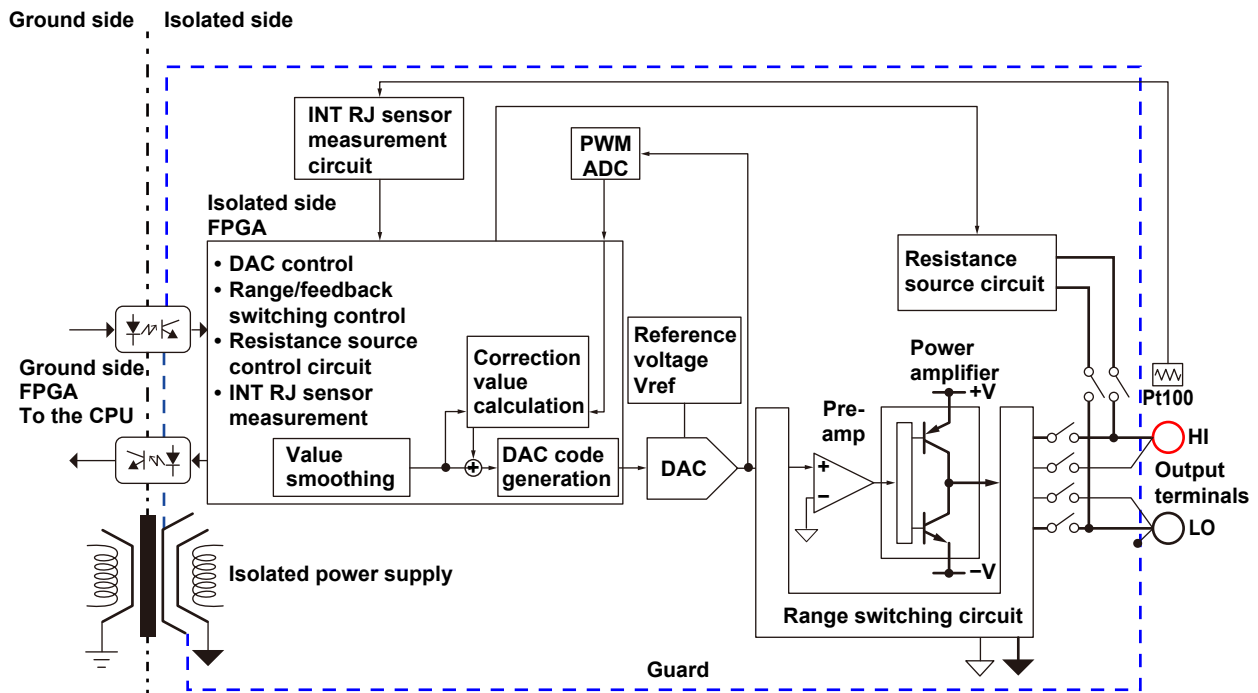 Ground side
Isolated side
INT RJ sensor
measurement
circuit
PWM
ADC
Isolated side
FPGA
• DAC control
• Range/feedback
switching control
• Resistance source
control circuit
• INT RJ sensor
measurement
Resistance
source circuit
Ground side
FPGA
To the CPU
Correction
value
calculation
Reference
voltage
Vref
Power
amplifier
+V
Pre-
amp
Pt100
HI
Value
smoothing
+
DAC code
generation
DAC
+
−
Output
terminals
LO
−V
Isolated power supply
Range switching circuit
Guard